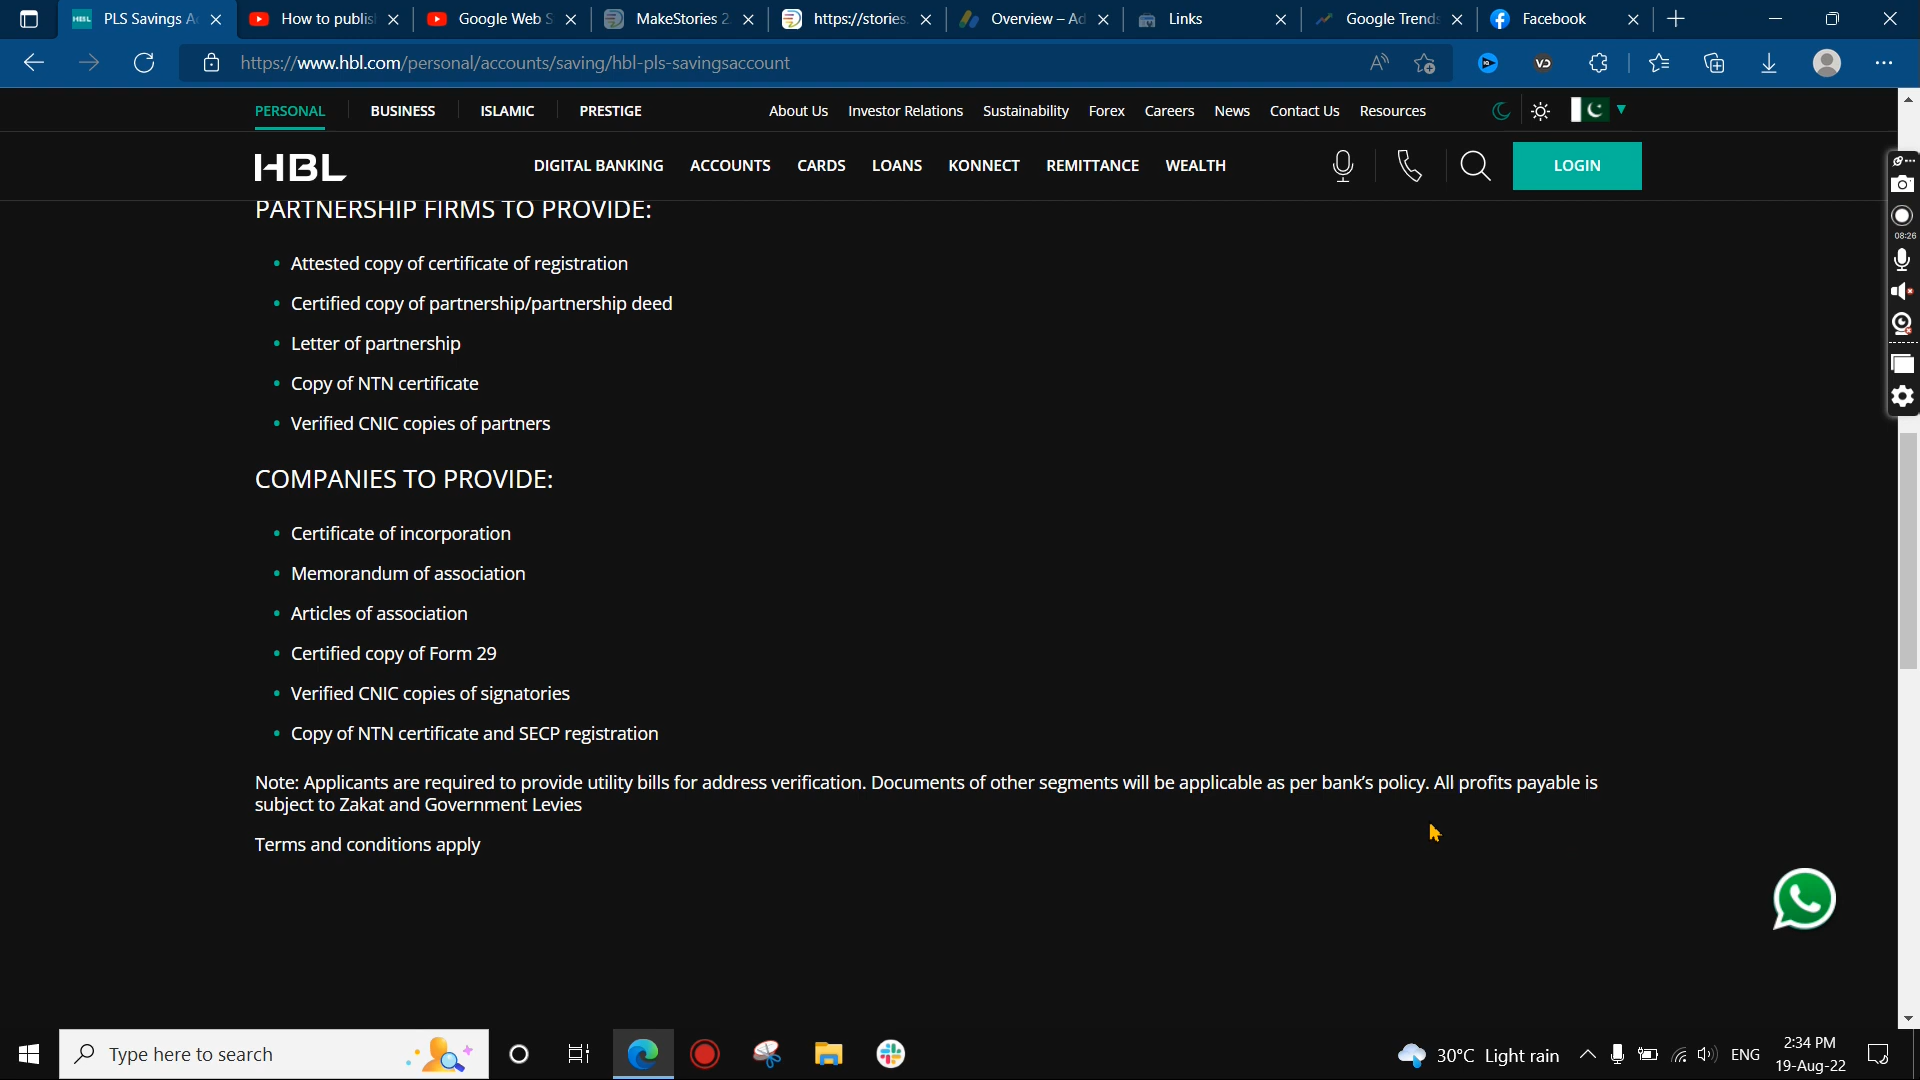 PLS Savings A
How to publis
Google Web S
MakeStories 2
https://stories.
Overview – Ad
Links
Google Trend
Facebook
https://www.hbl.com/personal/accounts/saving/hbl-pls-savingsaccount
PERSONAL BUSINESS ISLAMIC PRESTIGE About Us Investor Relations Sustainability Forex Careers News Contact Us Resources
HBL DIGITAL BANKING ACCOUNTS CARDS LOANS KONNECT REMITTANCE WEALTH LOGIN
08:26
PARTNERSHIP FIRMS TO PROVIDE:
• Attested copy of certificate of registration
• Certified copy of partnership/partnership deed
• Letter of partnership
• Copy of NTN certificate
• Verified CNIC copies of partners
COMPANIES TO PROVIDE:
• Certificate of incorporation
• Memorandum of association
• Articles of association
• Certified copy of Form 29
• Verified CNIC copies of signatories
• Copy of NTN certificate and SECP registration
Note: Applicants are required to provide utility bills for address verification. Documents of other segments will be applicable as per bank's policy. All profits payable is
subject to Zakat and Government Levies
Terms and conditions apply
Type here to search
30°C Light rain
ENG
2:34 PM
19-Aug-22